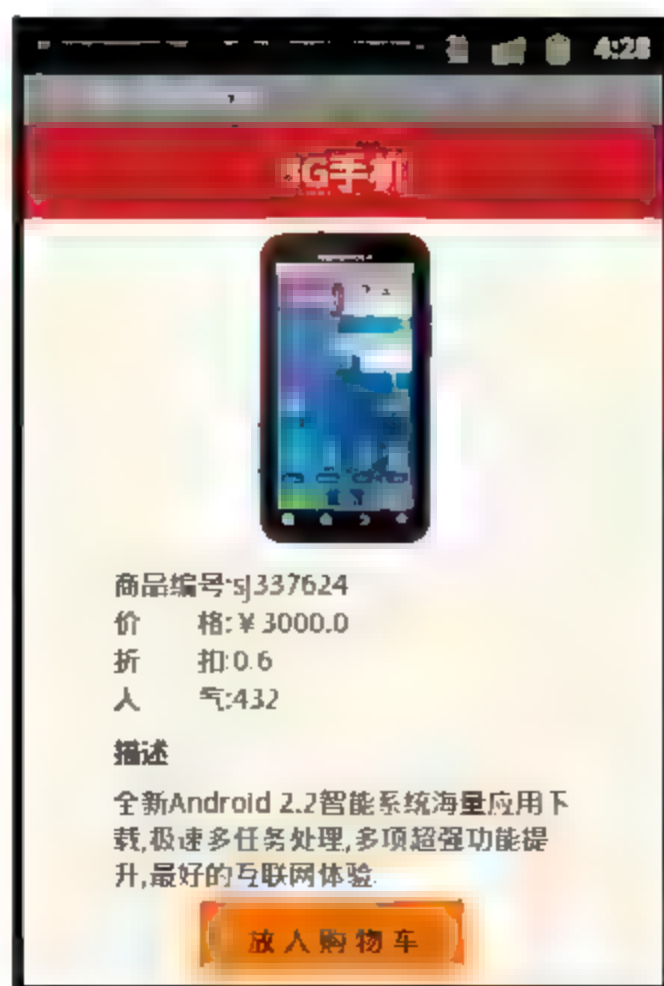 4:28
G手机
商品编号:sj337624
价 格:¥3000.0
折 扣:0.6
人 气:432
描述
全新Android 2.2智能系统海量应用下
载,极速多任务处理,多项超强功能提
升,最好的互联网体验.
放入购物车